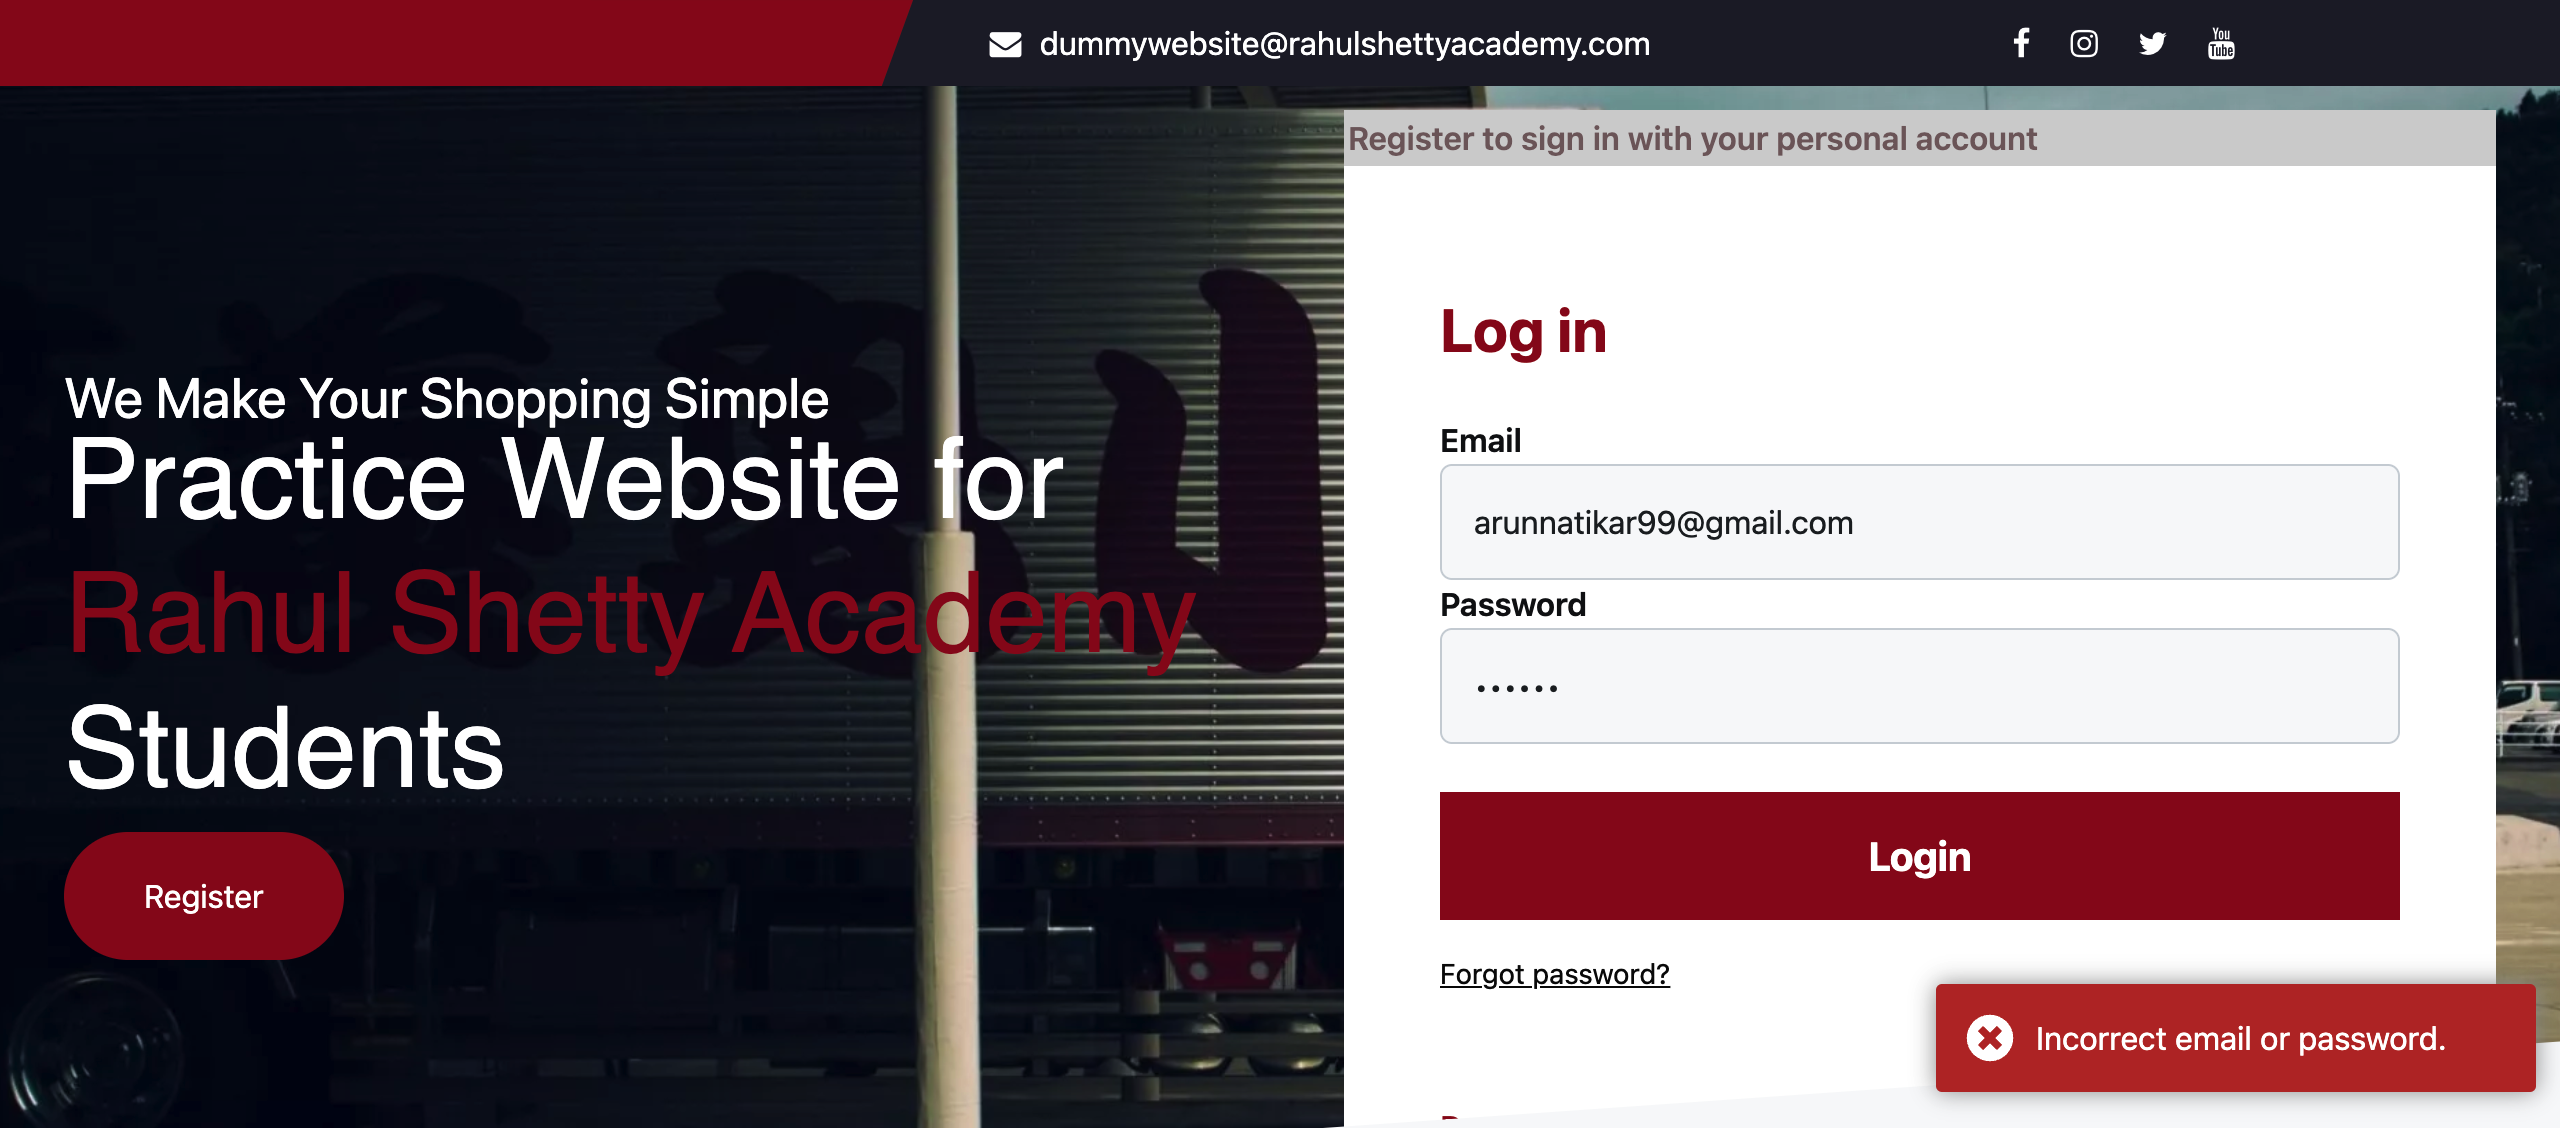 dummywebsite@rahulshettyacademy.com
You
Tube
We Make Your Shopping Simple
Practice Website for
Rahul Shetty Academy
Students
Register
Register to sign in with your personal account
Log in
Email
arunnatikar99@gmail.com
Password
••••••
Login
Forgot password?
Incorrect email or password.